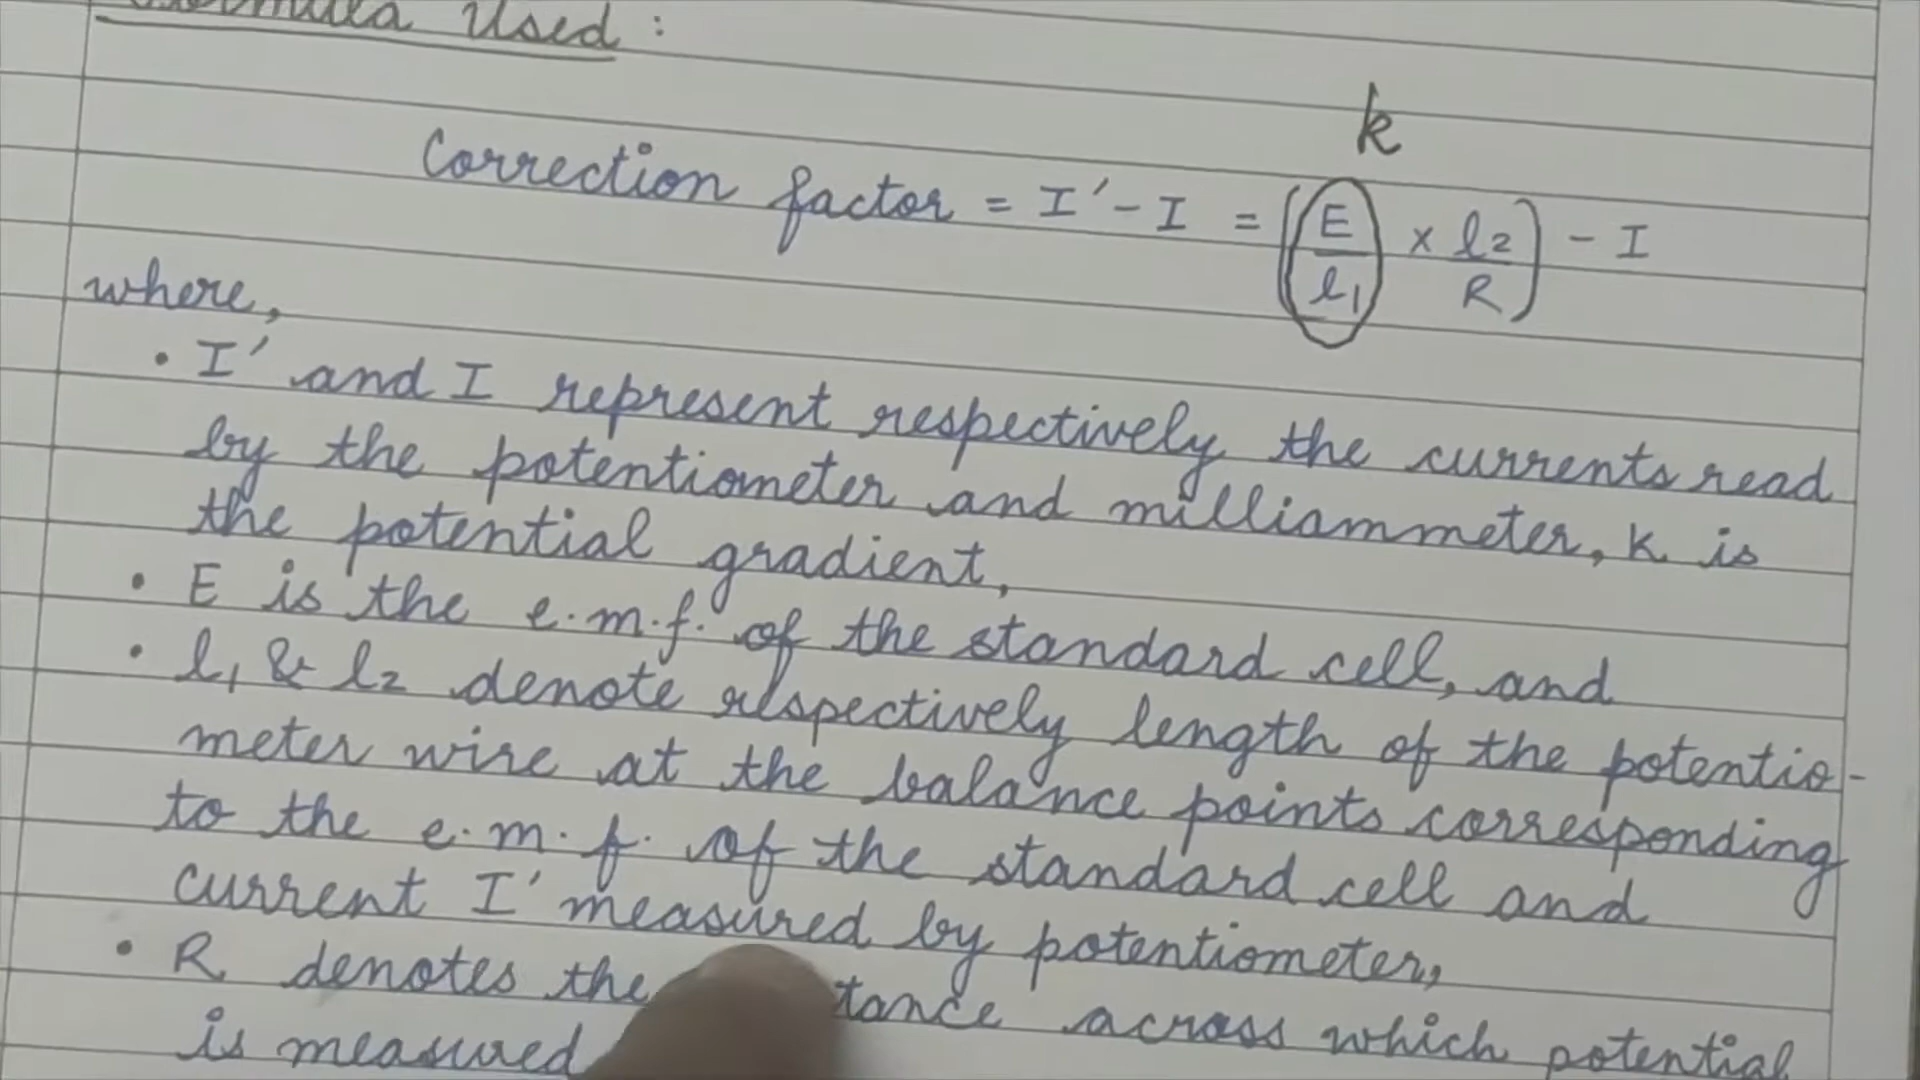 Used :
k
Correction factor = I' - I = (E/l₁ × l₂/R) - I
where,
• I' and I represent respectively the currents read
by the potentiometer and milliammeter, k is
the potential gradient,
• E is the e.m.f. of the standard cell, and
• l₁ & l₂ denote respectively length of the potentio-
meter wire at the balance points corresponding
to the e.m.f. of the standard cell and
current I' measured by potentiometer,
• R denotes the across which potential
is measured